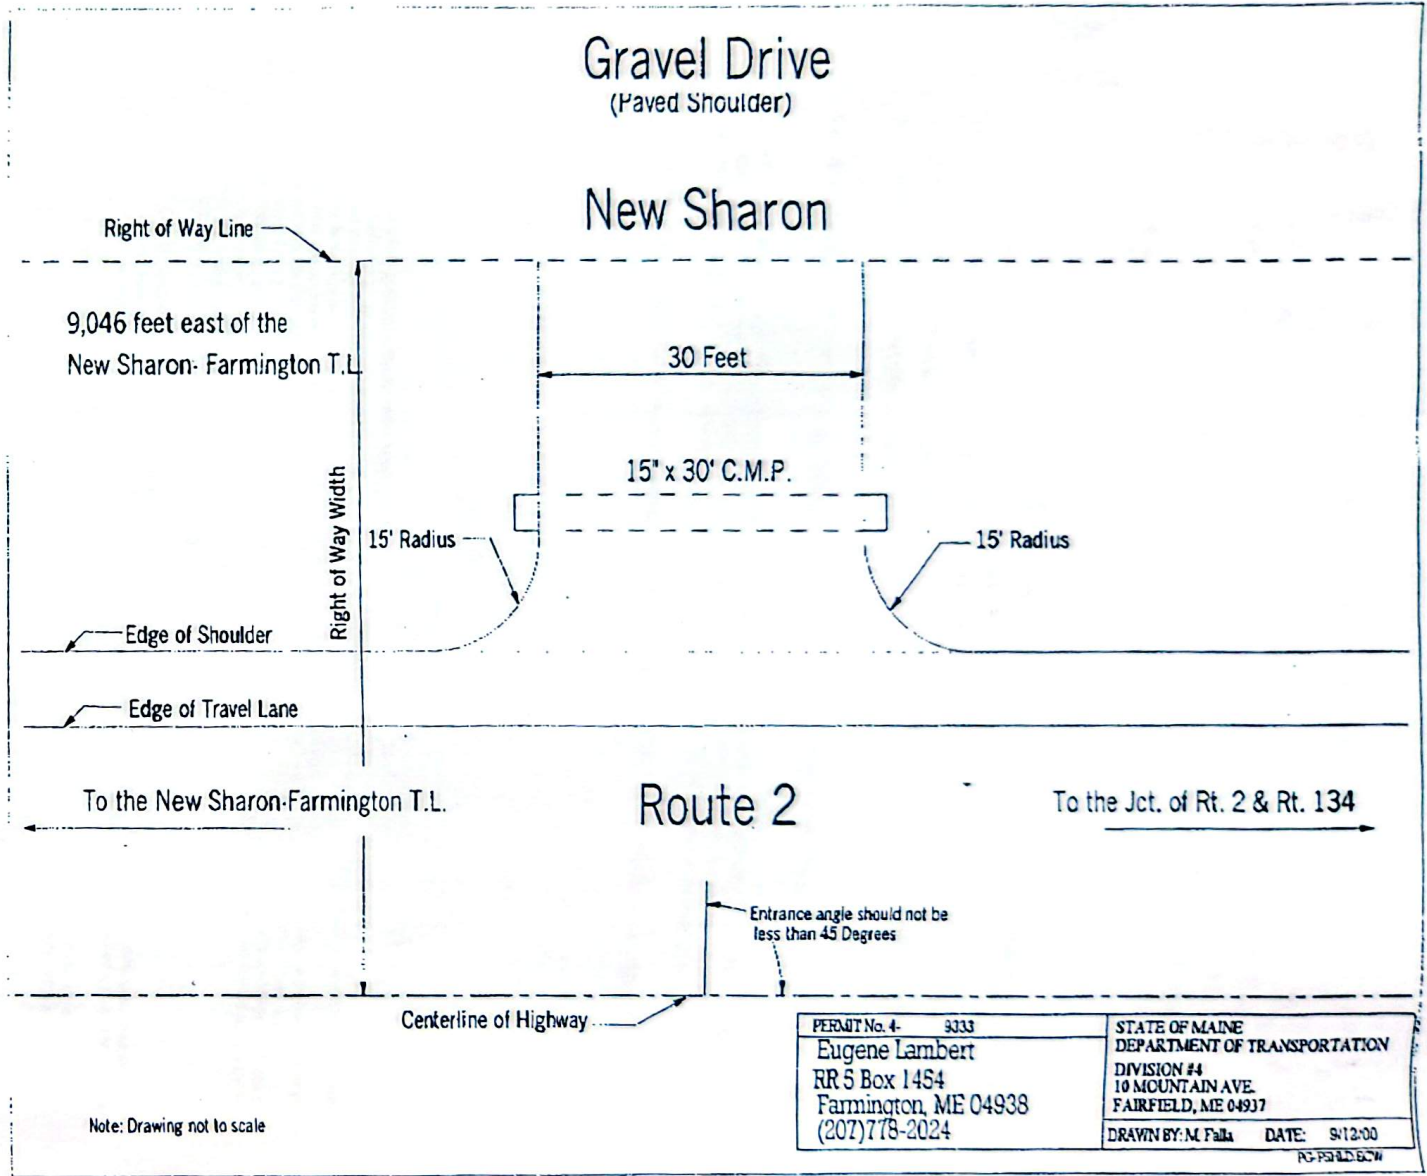 Gravel Drive
(Paved Shoulder)
New Sharon
Right of Way Line
9,046 feet east of the
New Sharon- Farmington T.L.
30 Feet
15" x 30' C.M.P.
Right of Way Width
15' Radius
15' Radius
Edge of Shoulder
Edge of Travel Lane
To the New Sharon-Farmington T.L.
Route 2
To the Jct. of Rt. 2 & Rt. 134
Entrance angle should not be
less than 45 Degrees
Centerline of Highway
PERMIT No. 4- 9333
Eugene Lambert
RR 5 Box 1454
Farmington, ME 04938
(207)778-2024
STATE OF MAINE
DEPARTMENT OF TRANSPORTATION
DIVISION #4
10 MOUNTAIN AVE.
FAIRFIELD, ME 04937
DRAWN BY: M. Falla DATE: 9/12/00
Note: Drawing not to scale